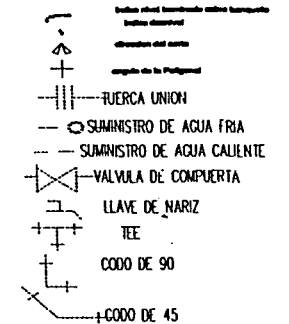 TUERCA UNION
SUMINISTRO DE AGUA FRIA
SUMINISTRO DE AGUA CALIENTE
VALVULA DE COMPUERTA
LLAVE DE NARIZ
TEE
CODO DE 90
CODO DE 45